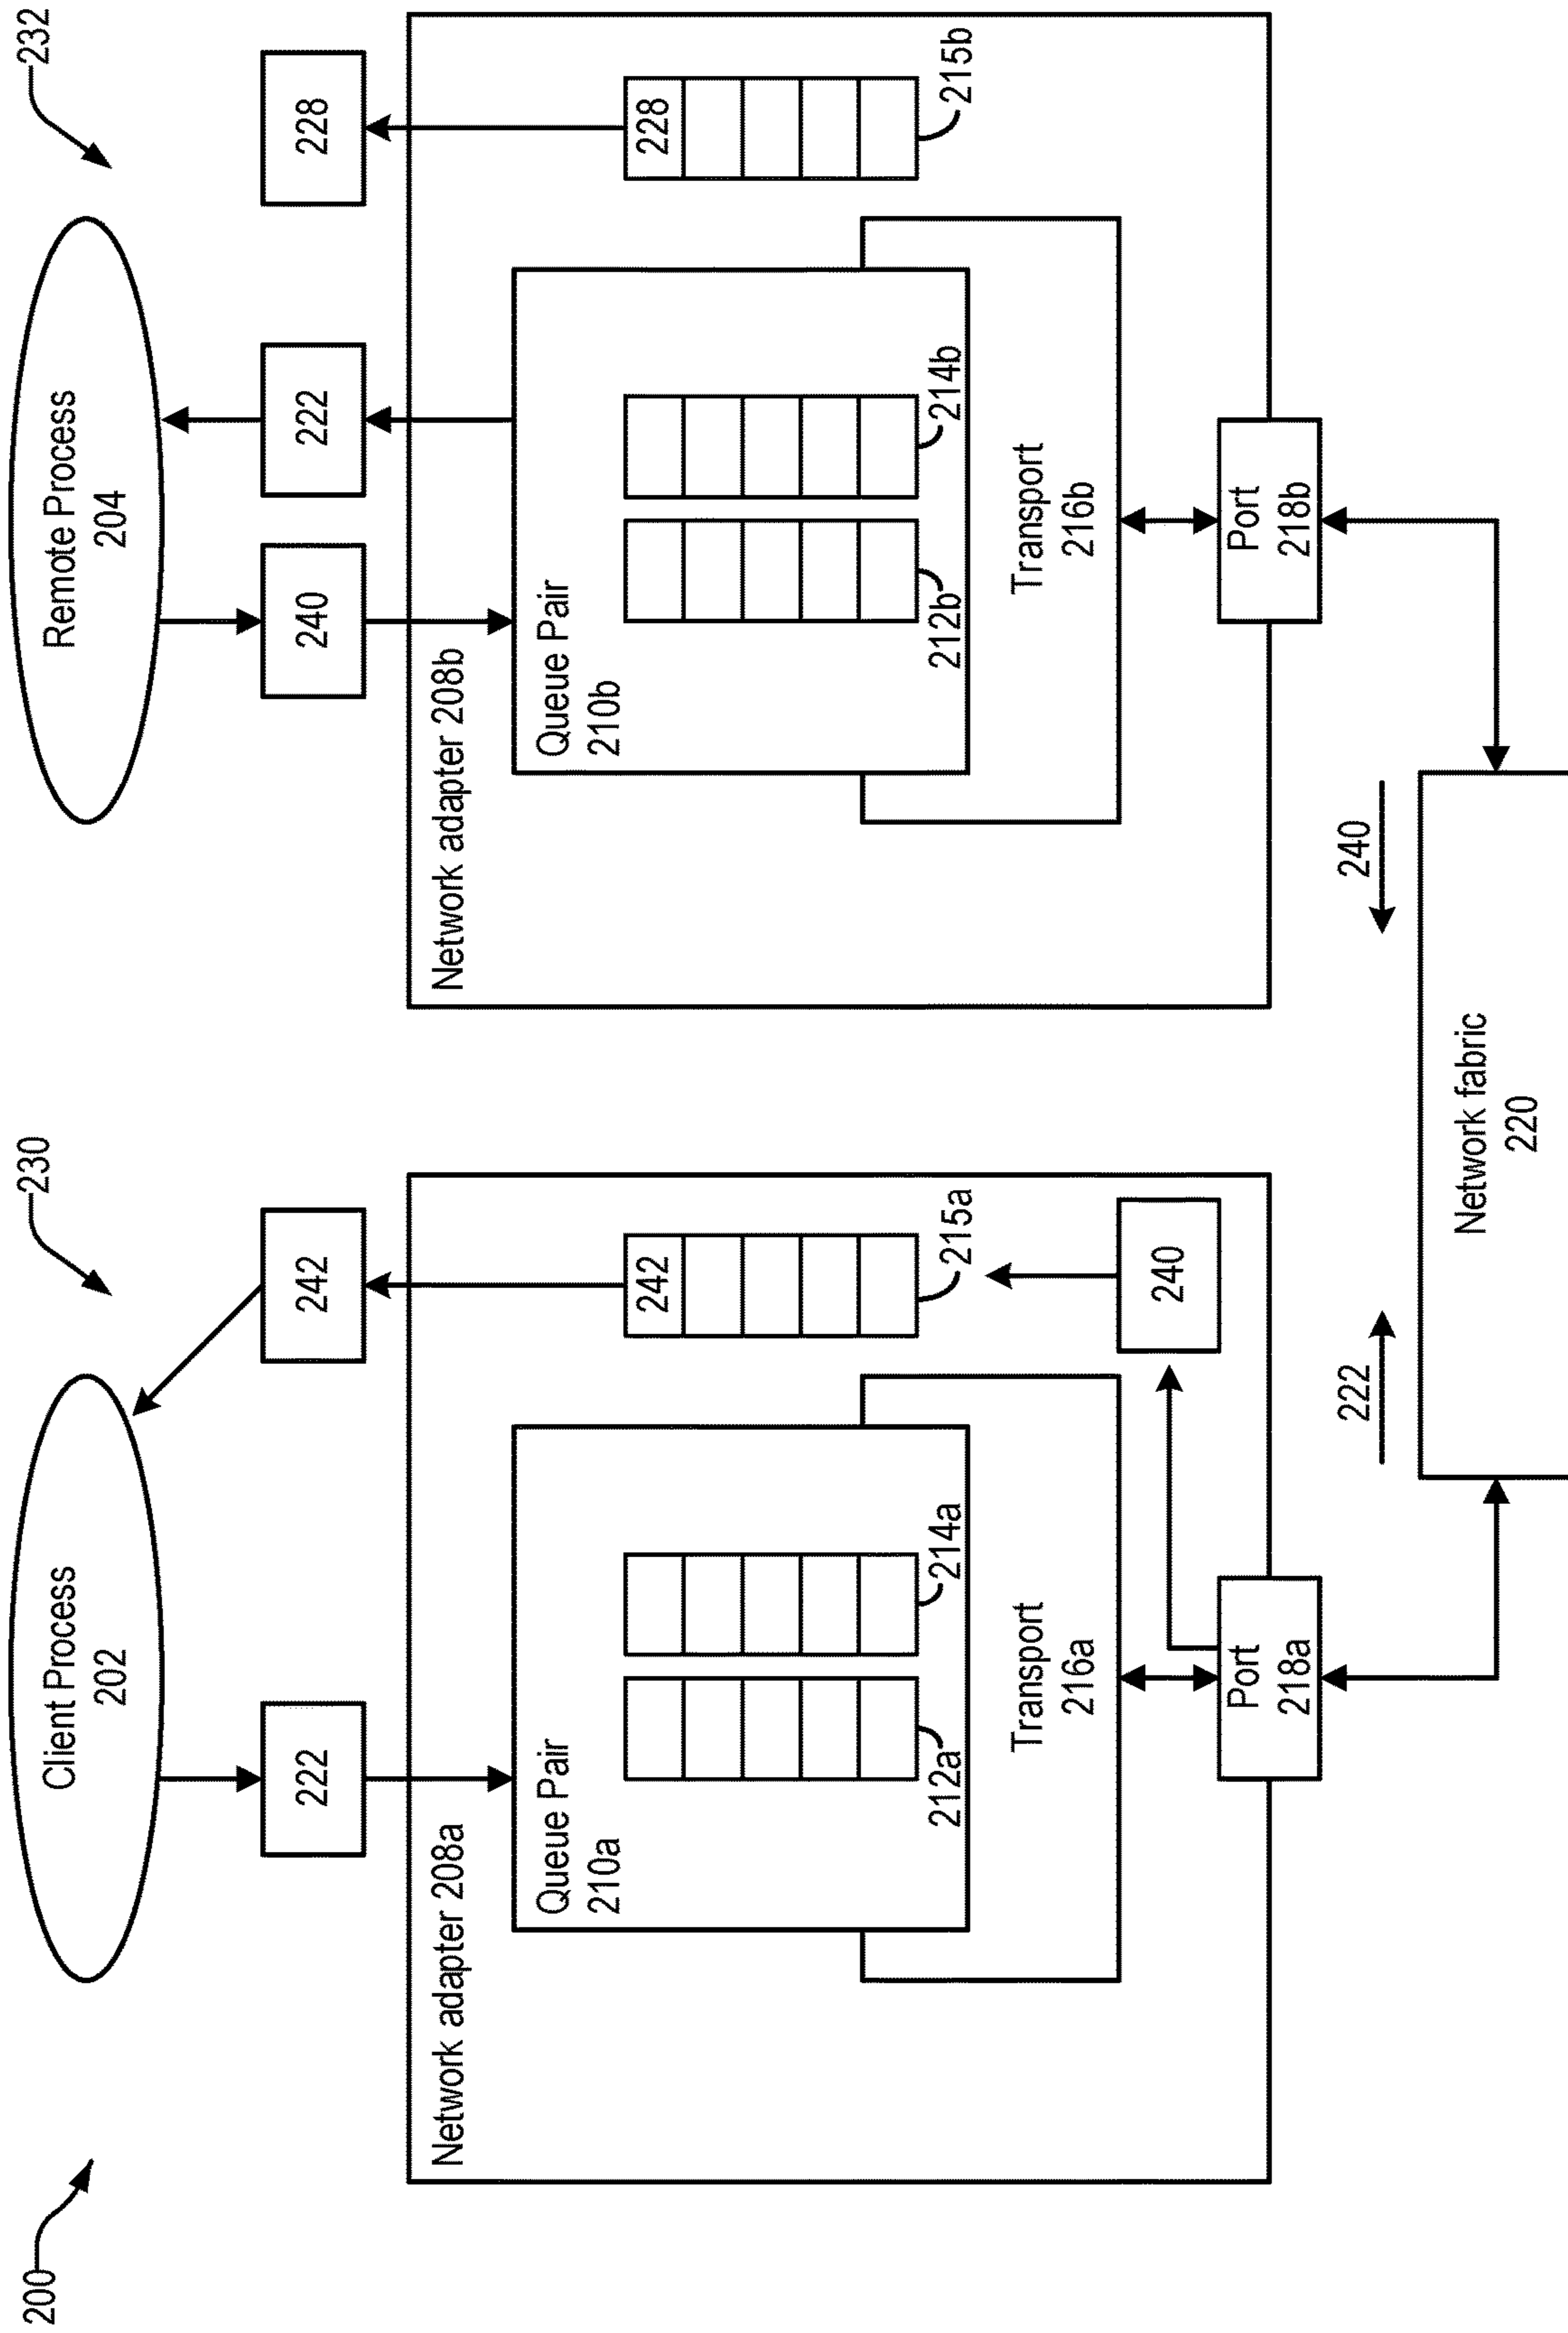 200
230
232
Client Process
202
Remote Process
204
222
242
240
222
228
Network adapter 208a
Queue Pair
210a
242
212a
214a
215a
Transport
216a
240
Port
218a
Network adapter 208b
Queue Pair
210b
228
212b
214b
215b
Transport
216b
Port
218b
222
240
Network fabric
220